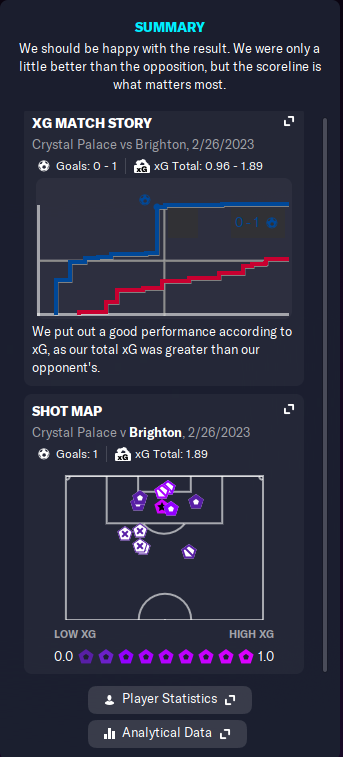 SUMMARY
We should be happy with the result. We were only a
little better than the opposition, but the scoreline is
what matters most.
XG MATCH STORY
Crystal Palace vs Brighton, 2/26/2023
Goals: 0 - 1
xG
xG Total: 0.96 - 1.89
0 - 1
We put out a good performance according to
xG, as our total xG was greater than our
opponent's.
SHOT MAP
Crystal Palace v Brighton, 2/26/2023
Goals: 1
xG
xG Total: 1.89
LOW XG
HIGH XG
0.0
1.0
Player Statistics
Analytical Data